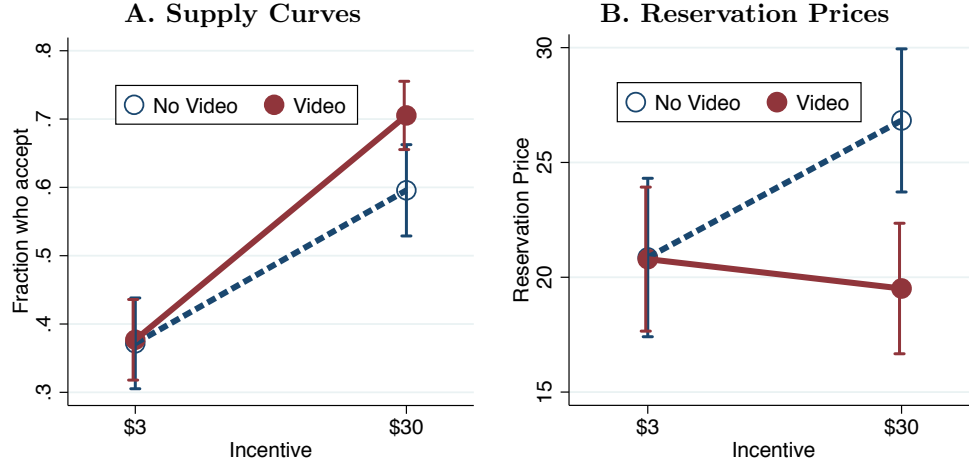 A. Supply Curves
Fraction who accept
.8
.7
.6
.5
.4
.3
No Video
Video
$3
$30
Incentive
B. Reservation Prices
Reservation Price
30
25
20
15
No Video
Video
$3
$30
Incentive